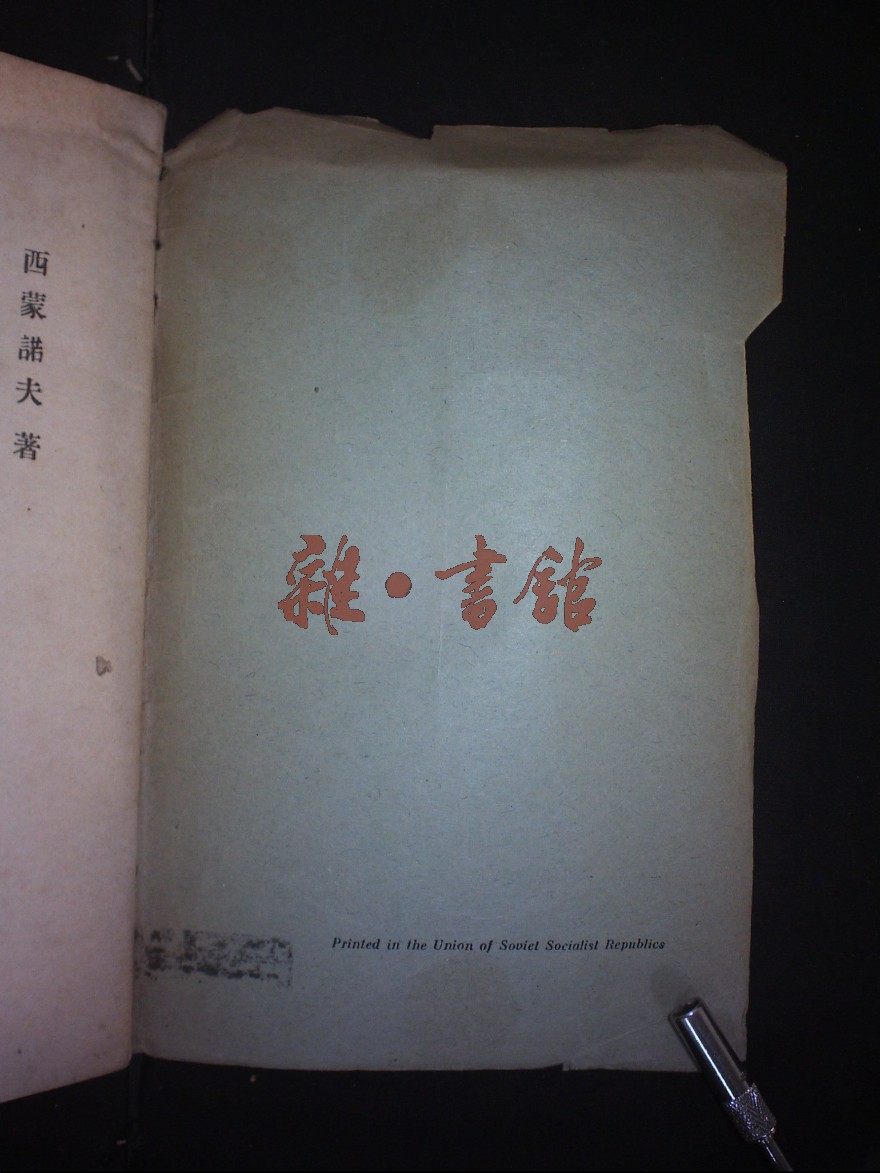 西蒙諾夫著
雜·書館
Printed in the Union of Soviet Socialist Republics